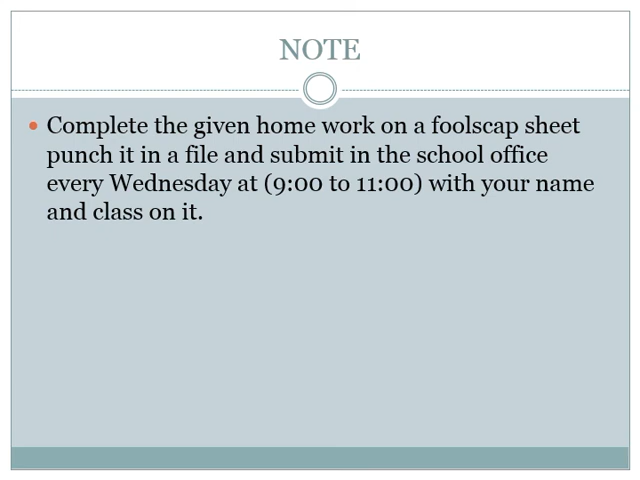 NOTE
Complete the given home work on a foolscap sheet
punch it in a file and submit in the school office
every Wednesday at (9:00 to 11:00) with your name
and class on it.